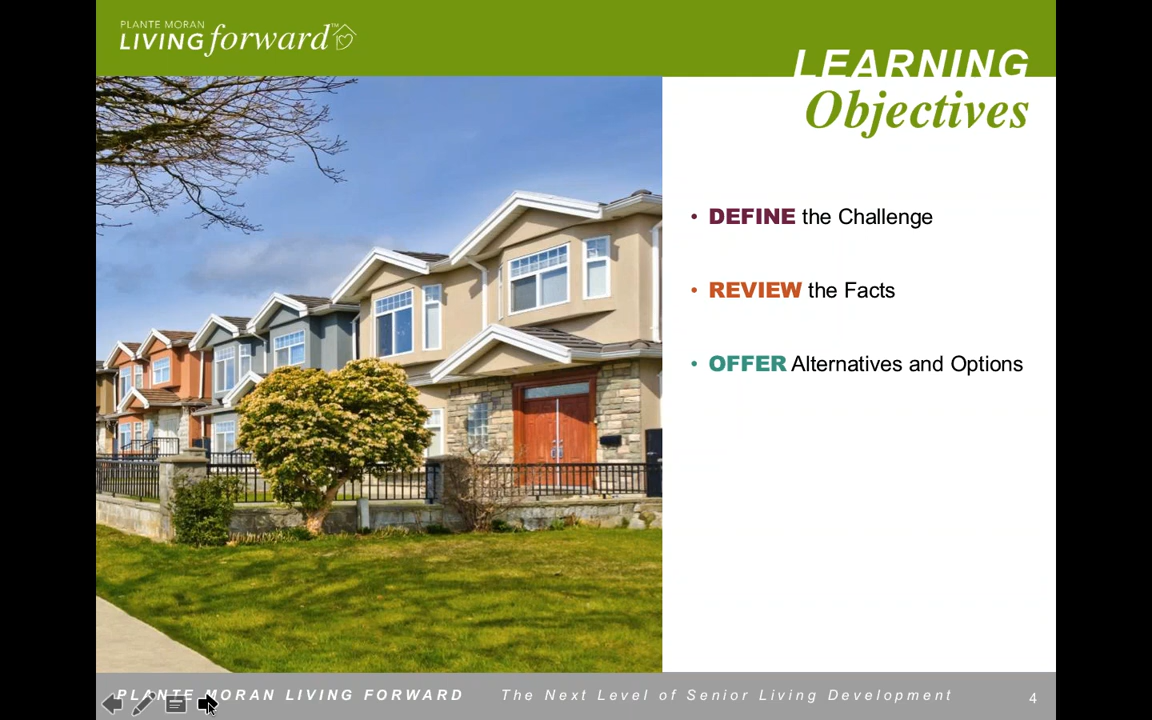 PLANTE MORAN
LIVING forward™
LEARNING
Objectives
• DEFINE the Challenge
• REVIEW the Facts
• OFFER Alternatives and Options
PLANTE MORAN LIVING FORWARD The Next Level of Senior Living Development 4